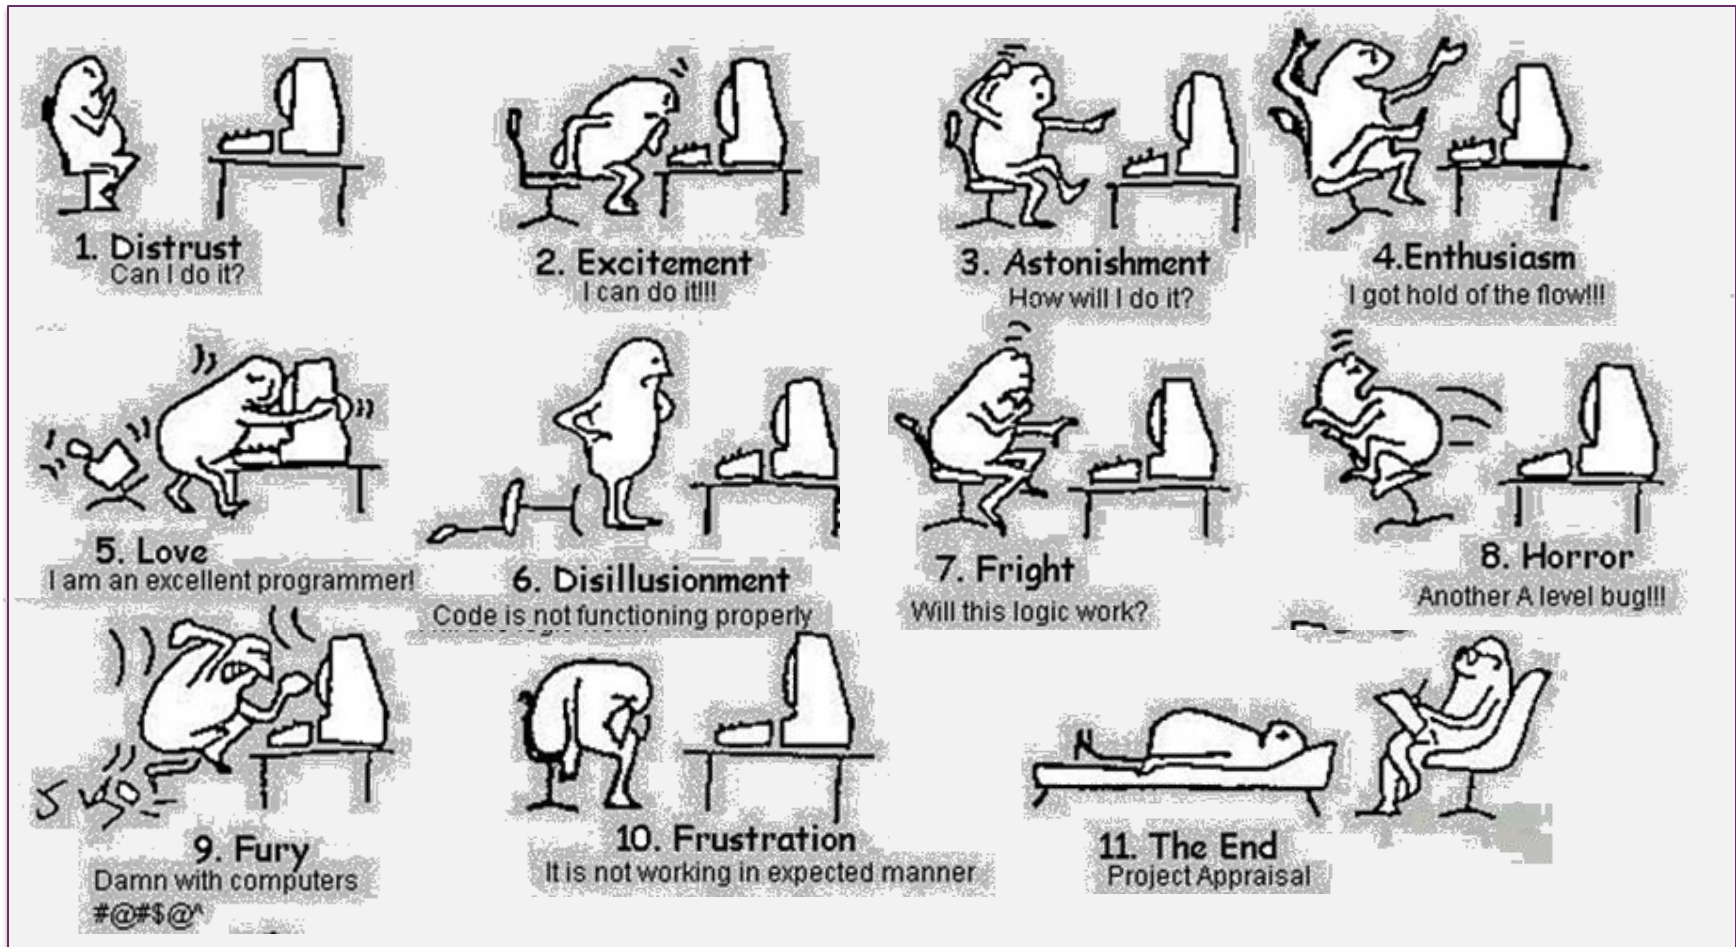 1. Distrust
Can I do it?
2. Excitement
I can do it!!!
3. Astonishment
How will I do it?
4.Enthusiasm
I got hold of the flow!!!
5. Love
I am an excellent programmer!
6. Disillusionment
Code is not functioning properly
7. Fright
Will this logic work?
8. Horror
Another A level bug!!!
9. Fury
Damn with computers
#@#$@^
10. Frustration
It is not working in expected manner
11. The End
Project Appraisal